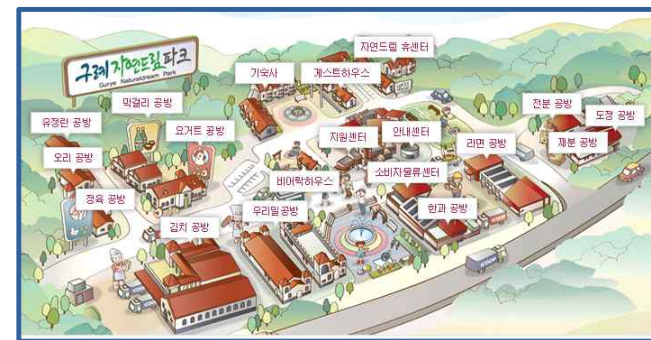 구례 자연드림파크
Gurye Naturaldream Park
자연드림 휴센터
기숙사
게스트하우스
막걸리 공방
유정란 공방
요거트 공방
전분 공방
도정 공방
지원센터
안내센터
라면 공방
제분 공방
오리 공방
비어락하우스
소비자물류센터
정육 공방
우리밀공방
한과 공방
김치 공방